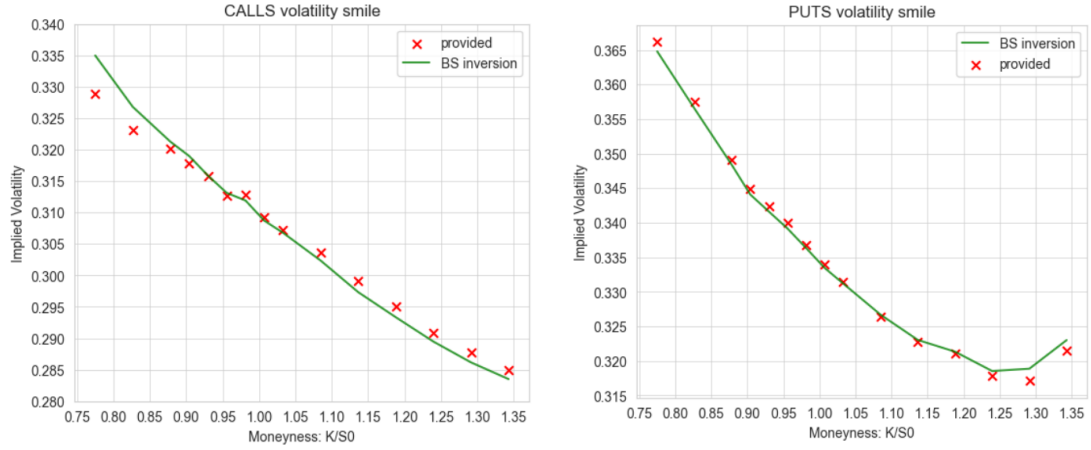 CALLS volatility smile
provided
BS inversion
0.340
0.335
0.330
0.325
0.320
0.315
0.310
0.305
0.300
0.295
0.290
0.285
0.280
Implied Volatility
0.75 0.80 0.85 0.90 0.95 1.00 1.05 1.10 1.15 1.20 1.25 1.30 1.35
Moneyness: K/S0
PUTS volatility smile
BS inversion
provided
0.365
0.360
0.355
0.350
0.345
0.340
0.335
0.330
0.325
0.320
0.315
Implied Volatility
0.75 0.80 0.85 0.90 0.95 1.00 1.05 1.10 1.15 1.20 1.25 1.30 1.35
Moneyness: K/S0